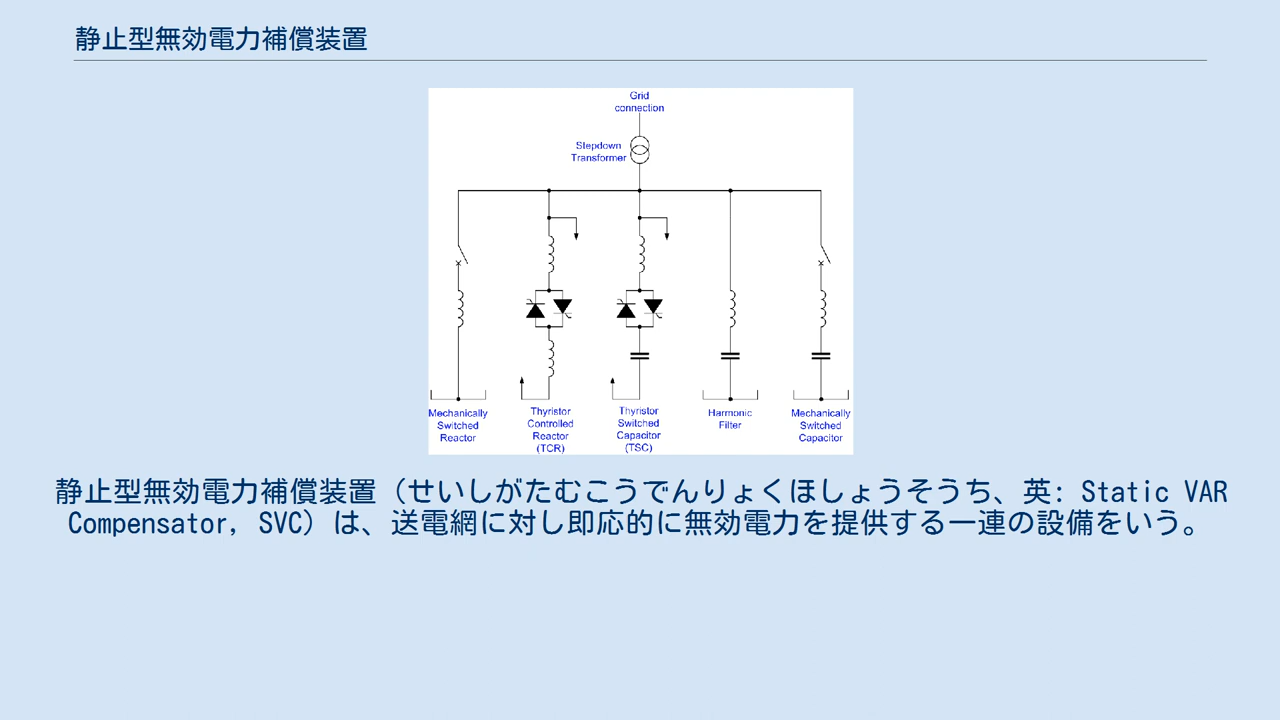 静止型無効電力補償装置
Grid
connection
Stepdown
Transformer
Mechanically
Switched
Reactor
Thyristor
Controlled
Reactor
(TCR)
Thyristor
Switched
Capacitor
(TSC)
Harmonic
Filter
Mechanically
Switched
Capacitor
静止型無効電力補償装置（せいしがたむこうでんりょくほしょうそうち、英: Static VAR
Compensator, SVC）は、送電網に対し即応的に無効電力を提供する一連の設備をいう。